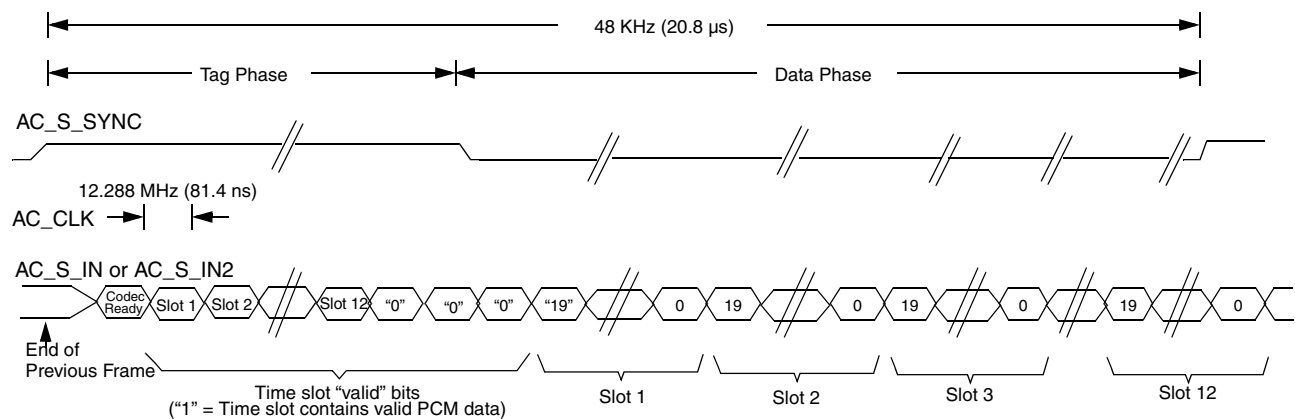 48 KHz (20.8 µs)
Tag Phase
Data Phase
AC_S_SYNC
12.288 MHz (81.4 ns)
AC_CLK
AC_S_IN or AC_S_IN2
Codec Ready Slot 1 Slot 2 Slot 12 “0” “0” “0” “19” 0 19 0 19 0 19 0
End of
Previous Frame
Time slot “valid” bits
(“1” = Time slot contains valid PCM data)
Slot 1
Slot 2
Slot 3
Slot 12